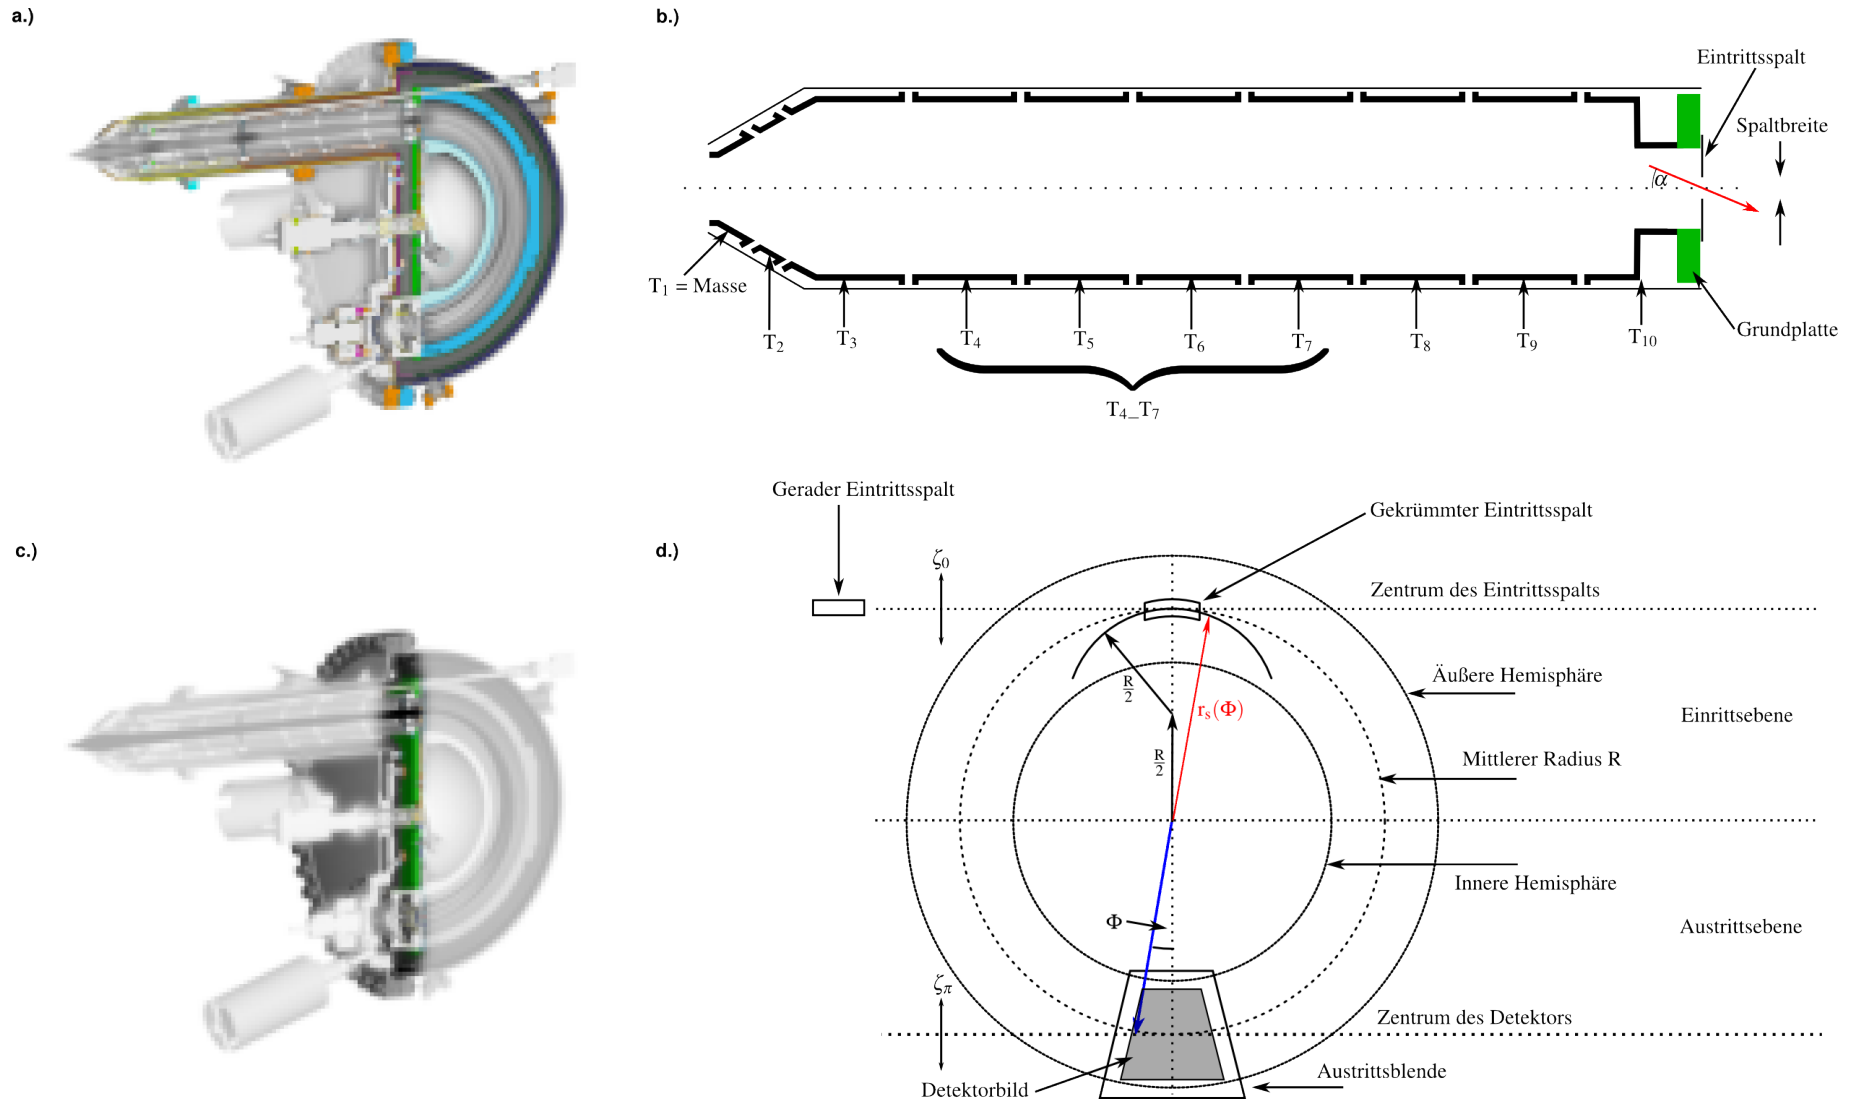 a.)
b.)
Eintrittsspalt
Spaltbreite
α
T₁ = Masse
T₂
T₃
T₄
T₅
T₆
T₇
T₈
T₉
T₁₀
Grundplatte
T₄_T₇
c.)
d.)
Gerader Eintrittsspalt
Gekrümmter Eintrittsspalt
ζ₀
Zentrum des Eintrittsspalts
Äußere Hemisphäre
R/2
rₛ(Φ)
Einrittsebene
R/2
Mittlerer Radius R
Innere Hemisphäre
Φ
Austrittsebene
ζπ
Zentrum des Detektors
Austrittsblende
Detektorbild